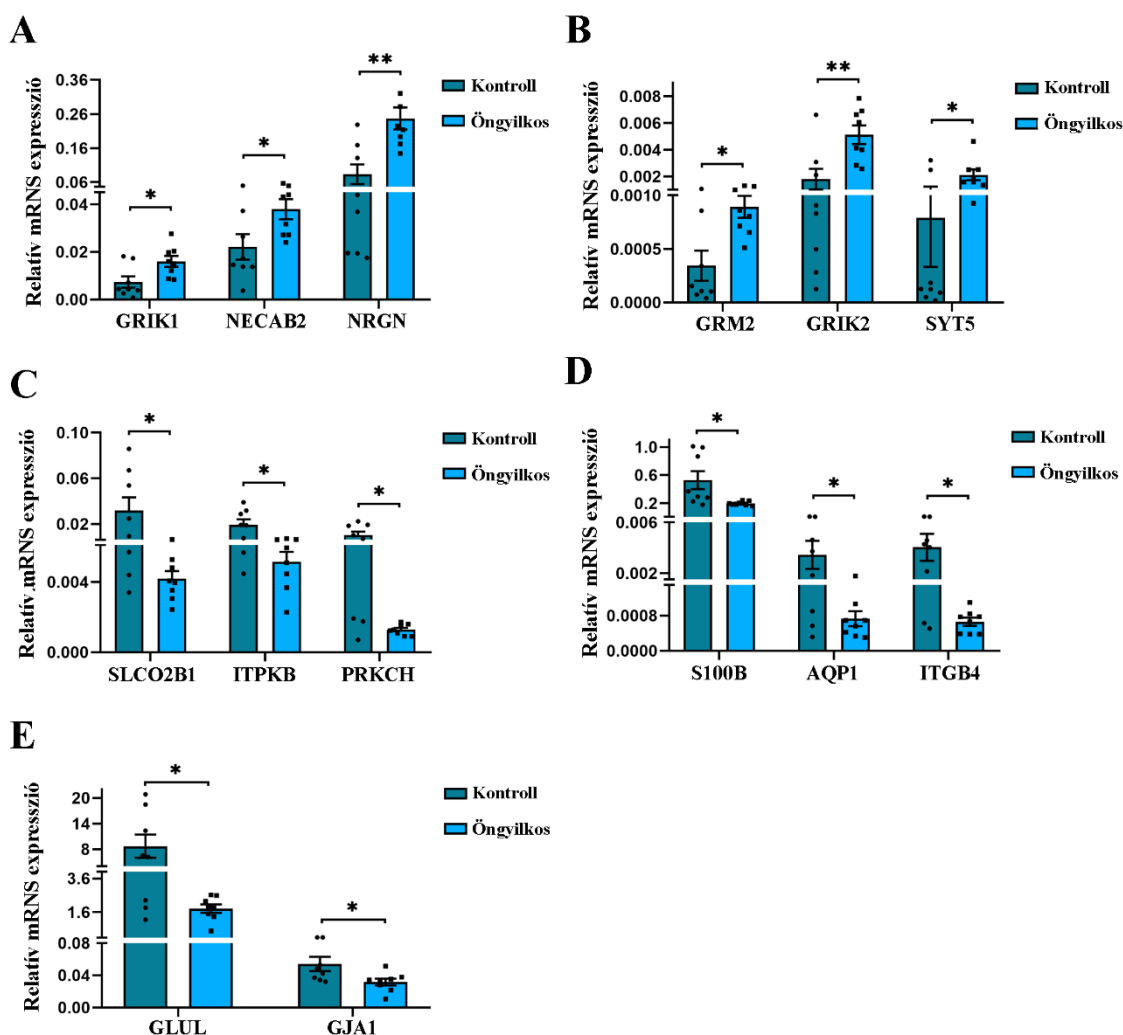 A
Relatív mRNS expresszió
0.36
0.26
0.16
0.06
0.04
0.02
0.00
*
*
**
GRIK1 NECAB2 NRGN
Kontroll
Öngyilkos
B
Relatív mRNS expresszió
0.008
0.006
0.004
0.002
0.0010
0.0005
0.0000
*
**
*
GRM2 GRIK2 SYT5
Kontroll
Öngyilkos
C
Relatív mRNS expresszió
0.10
0.06
0.02
0.004
0.000
*
*
*
SLCO2B1 ITPKB PRKCH
Kontroll
Öngyilkos
D
Relatív mRNS expresszió
1.0
0.6
0.2
0.006
0.002
0.0008
0.0000
*
*
*
S100B AQP1 ITGB4
Kontroll
Öngyilkos
E
Relatív mRNS expresszió
20
14
8
3.6
1.6
0.08
0.04
0.00
*
*
GLUL GJA1
Kontroll
Öngyilkos